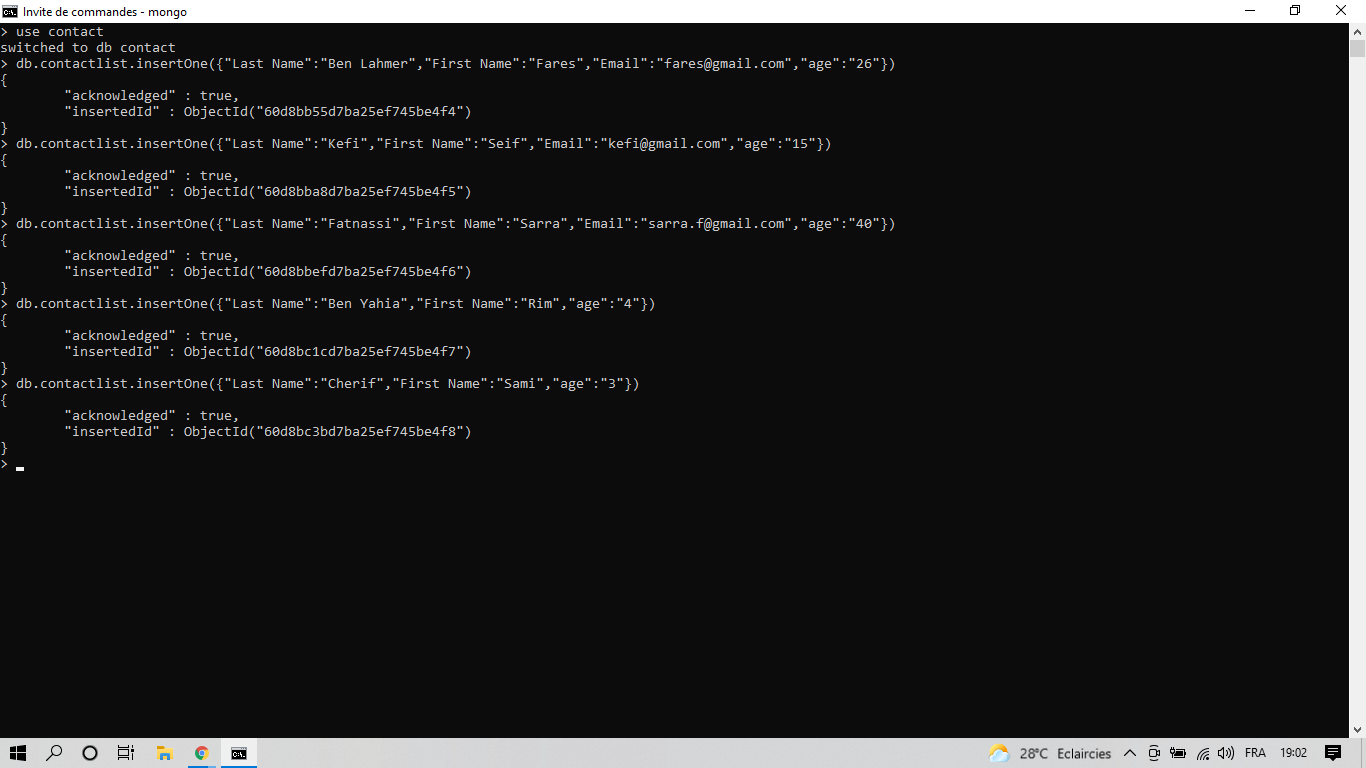 Invite de commandes - mongo
> use contact
switched to db contact
> db.contactlist.insertOne({"Last Name":"Ben Lahmer","First Name":"Fares","Email":"fares@gmail.com","age":"26"})
{
        "acknowledged" : true,
        "insertedId" : ObjectId("60d8bb55d7ba25ef745be4f4")
}
> db.contactlist.insertOne({"Last Name":"Kefi","First Name":"Seif","Email":"kefi@gmail.com","age":"15"})
{
        "acknowledged" : true,
        "insertedId" : ObjectId("60d8bba8d7ba25ef745be4f5")
}
> db.contactlist.insertOne({"Last Name":"Fatnassi","First Name":"Sarra","Email":"sarra.f@gmail.com","age":"40"})
{
        "acknowledged" : true,
        "insertedId" : ObjectId("60d8bbefd7ba25ef745be4f6")
}
> db.contactlist.insertOne({"Last Name":"Ben Yahia","First Name":"Rim","age":"4"})
{
        "acknowledged" : true,
        "insertedId" : ObjectId("60d8bc1cd7ba25ef745be4f7")
}
> db.contactlist.insertOne({"Last Name":"Cherif","First Name":"Sami","age":"3"})
{
        "acknowledged" : true,
        "insertedId" : ObjectId("60d8bc3bd7ba25ef745be4f8")
}
>
28°C Eclaircies FRA 19:02